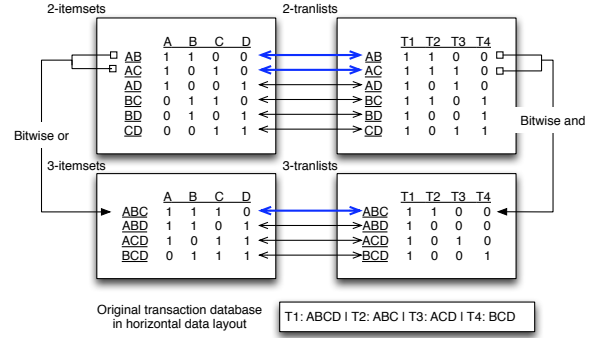 2-itemsets 2-tranlists
A B C D T1 T2 T3 T4
AB 1 1 0 0 AB 1 1 0 0
AC 1 0 1 0 AC 1 1 1 0
AD 1 0 0 1 AD 1 0 1 0
BC 0 1 1 0 BC 1 1 0 1
BD 0 1 0 1 BD 1 0 0 1
CD 0 0 1 1 CD 1 0 1 1
Bitwise or Bitwise and
3-itemsets 3-tranlists
A B C D T1 T2 T3 T4
ABC 1 1 1 0 ABC 1 1 0 0
ABD 1 1 0 1 ABD 1 0 0 0
ACD 1 0 1 1 ACD 1 0 1 0
BCD 0 1 1 1 BCD 1 0 0 1
Original transaction database
in horizontal data layout
T1: ABCD | T2: ABC | T3: ACD | T4: BCD